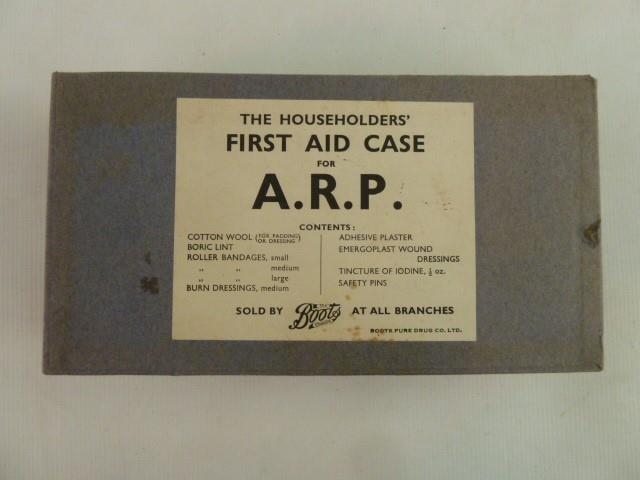 THE HOUSEHOLDERS'
FIRST AID CASE
FOR
A.R.P.
CONTENTS:
COTTON WOOL (FOR PADDING OR DRESSING)
BORIC LINT
ROLLER BANDAGES, small
„ „ medium
„ „ large
BURN DRESSINGS, medium
ADHESIVE PLASTER
EMERGOPLAST WOUND
DRESSINGS
TINCTURE OF IODINE, ½ oz.
SAFETY PINS
SOLD BY Boots AT ALL BRANCHES
BOOTS PURE DRUG CO. LTD.